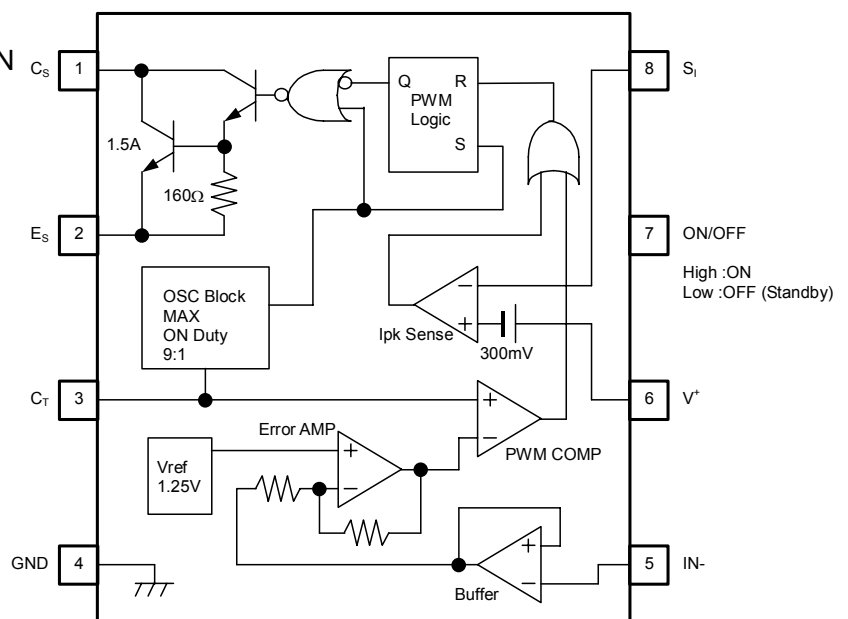 N
CS
1
Q
R
PWM
Logic
S
8
SI
1.5A
160Ω
ES
2
7
ON/OFF
High :ON
Low :OFF (Standby)
OSC Block
MAX
ON Duty
9:1
−
+
Ipk Sense
300mV
CT
3
6
V+
Error AMP
+
−
PWM COMP
Vref
1.25V
+
−
GND
4
+
−
Buffer
5
IN-